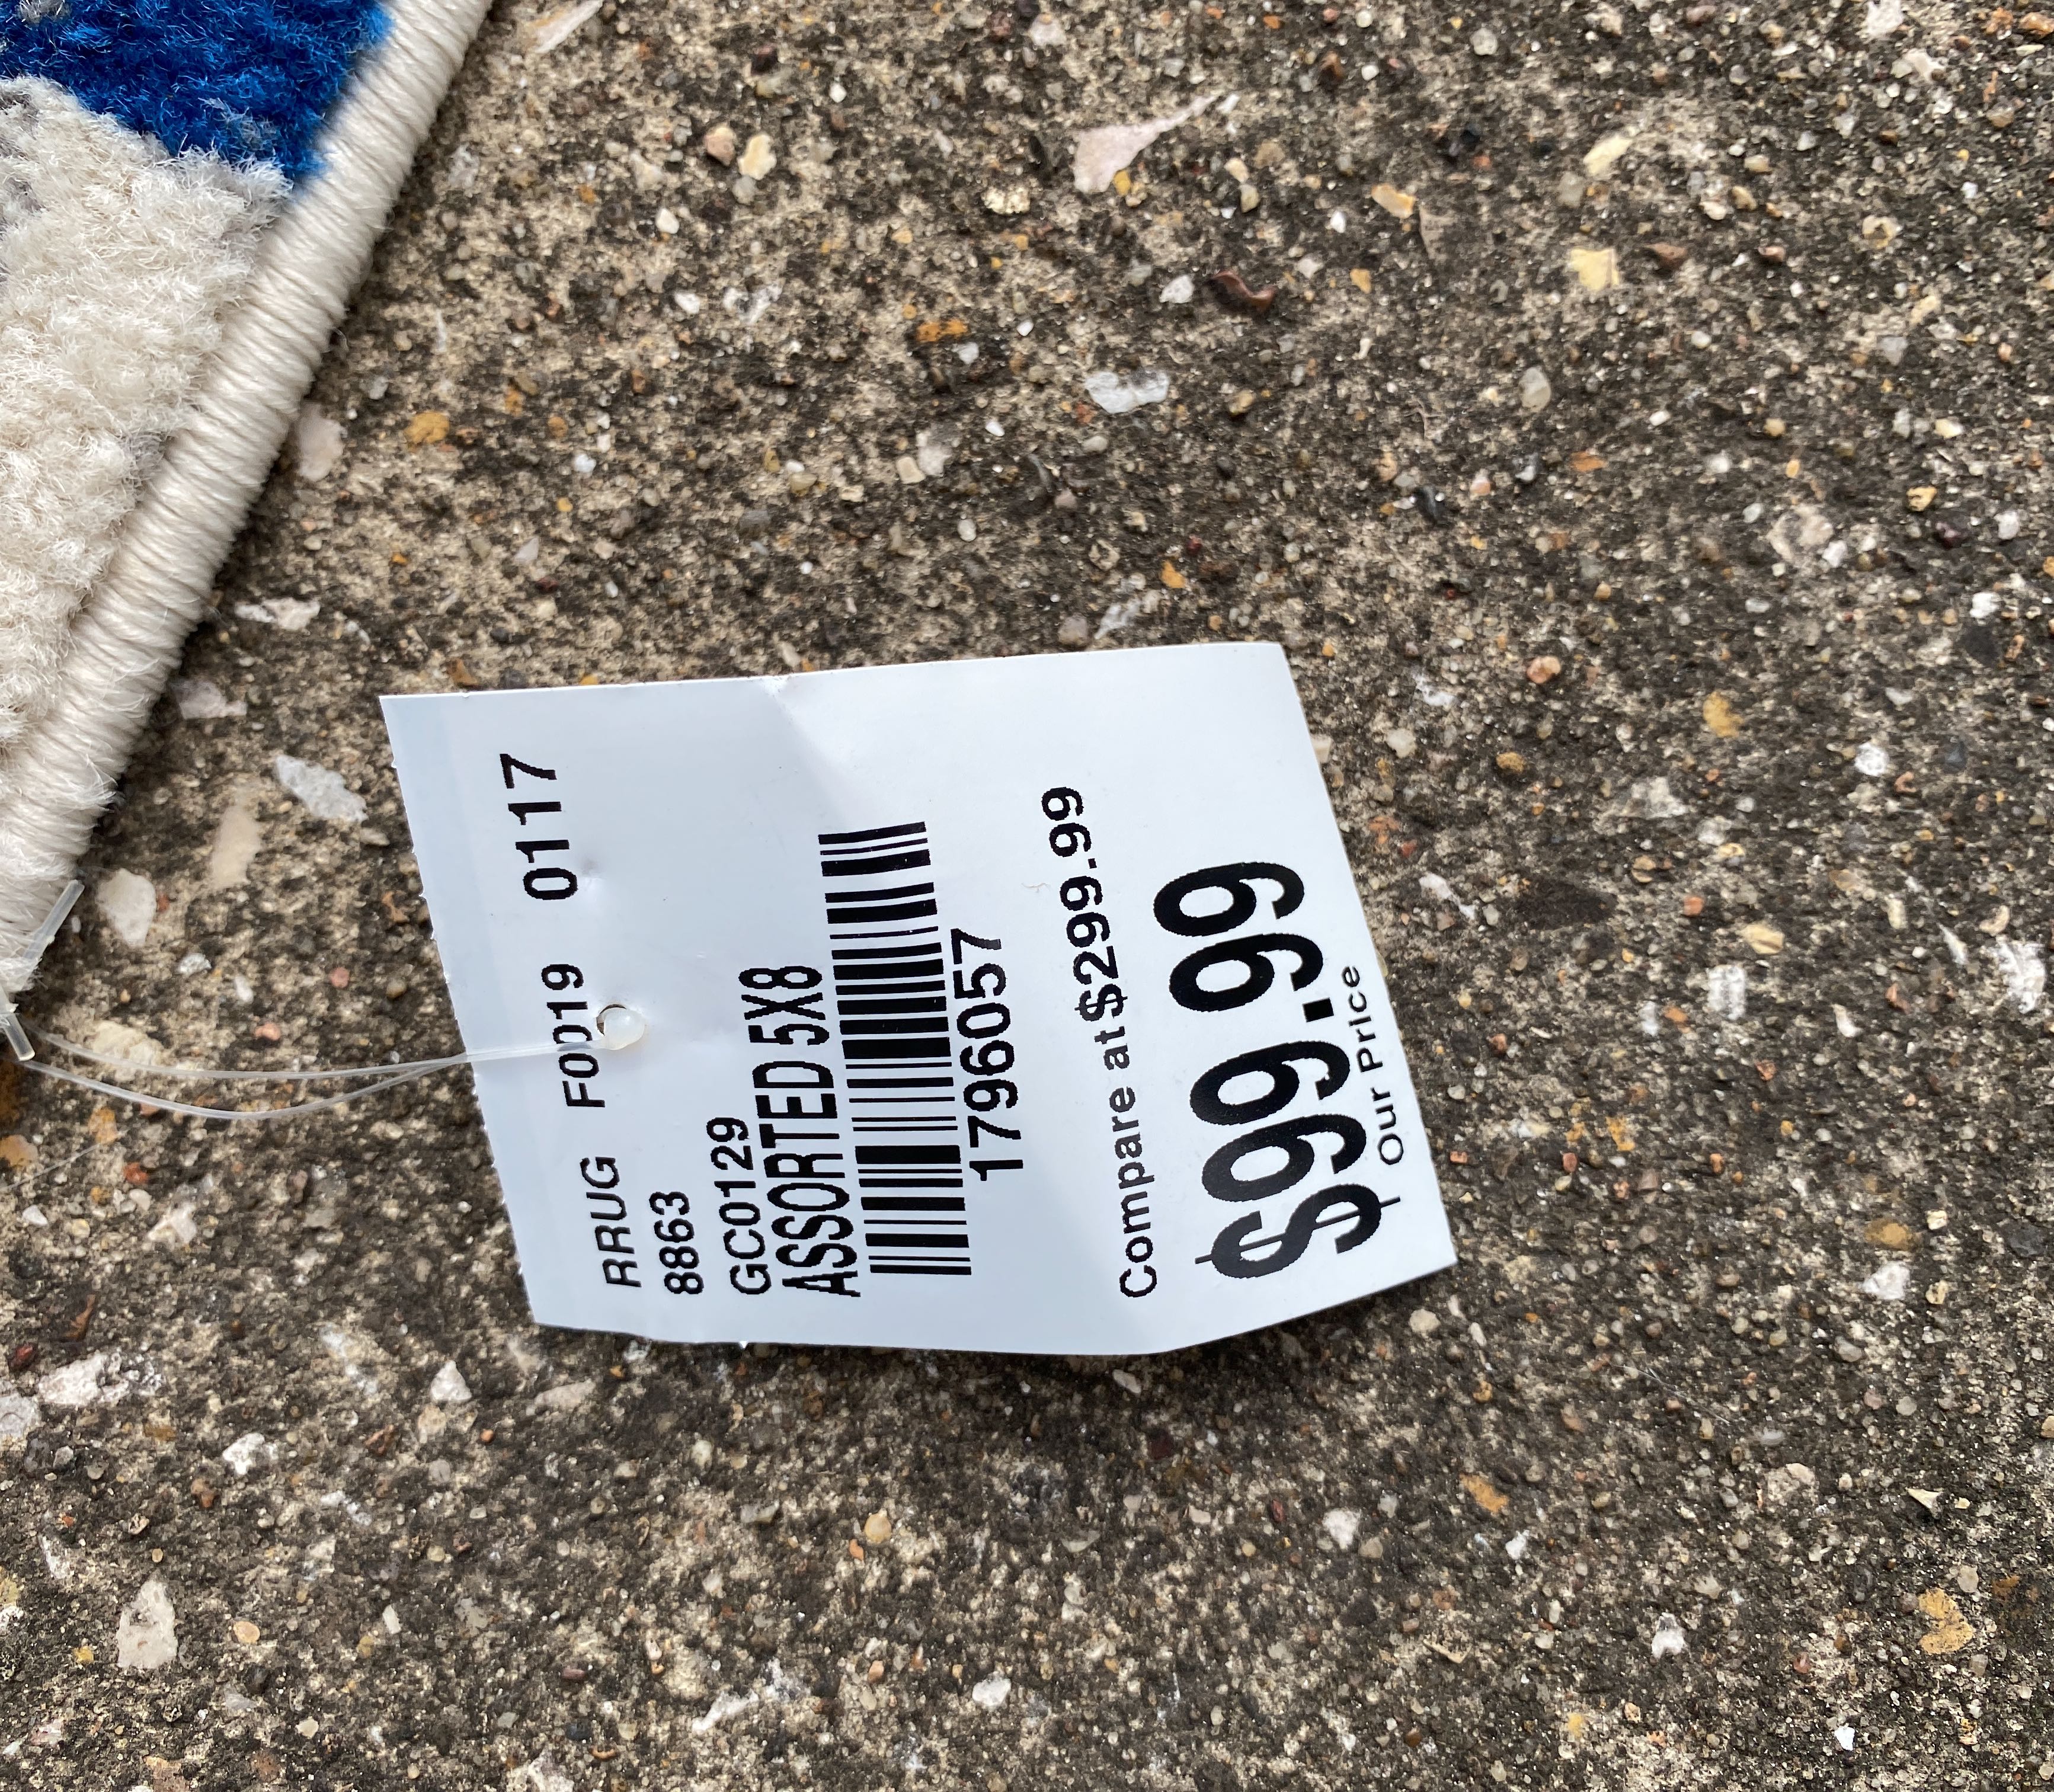 RRUG F0019 0117
8863
GC0129
ASSORTED 5X8
1796057
Compare at $299.99
$99.99
Our Price